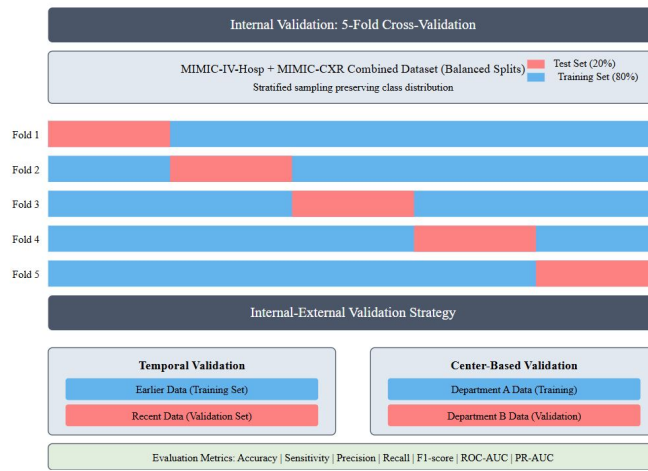 Internal Validation: 5-Fold Cross-Validation
MIMIC-IV-Hosp + MIMIC-CXR Combined Dataset (Balanced Splits)
Test Set (20%)
Training Set (80%)
Stratified sampling preserving class distribution
Fold 1
Fold 2
Fold 3
Fold 4
Fold 5
Internal-External Validation Strategy
Temporal Validation
Earlier Data (Training Set)
Recent Data (Validation Set)
Center-Based Validation
Department A Data (Training)
Department B Data (Validation)
Evaluation Metrics: Accuracy | Sensitivity | Precision | Recall | F1-score | ROC-AUC | PR-AUC